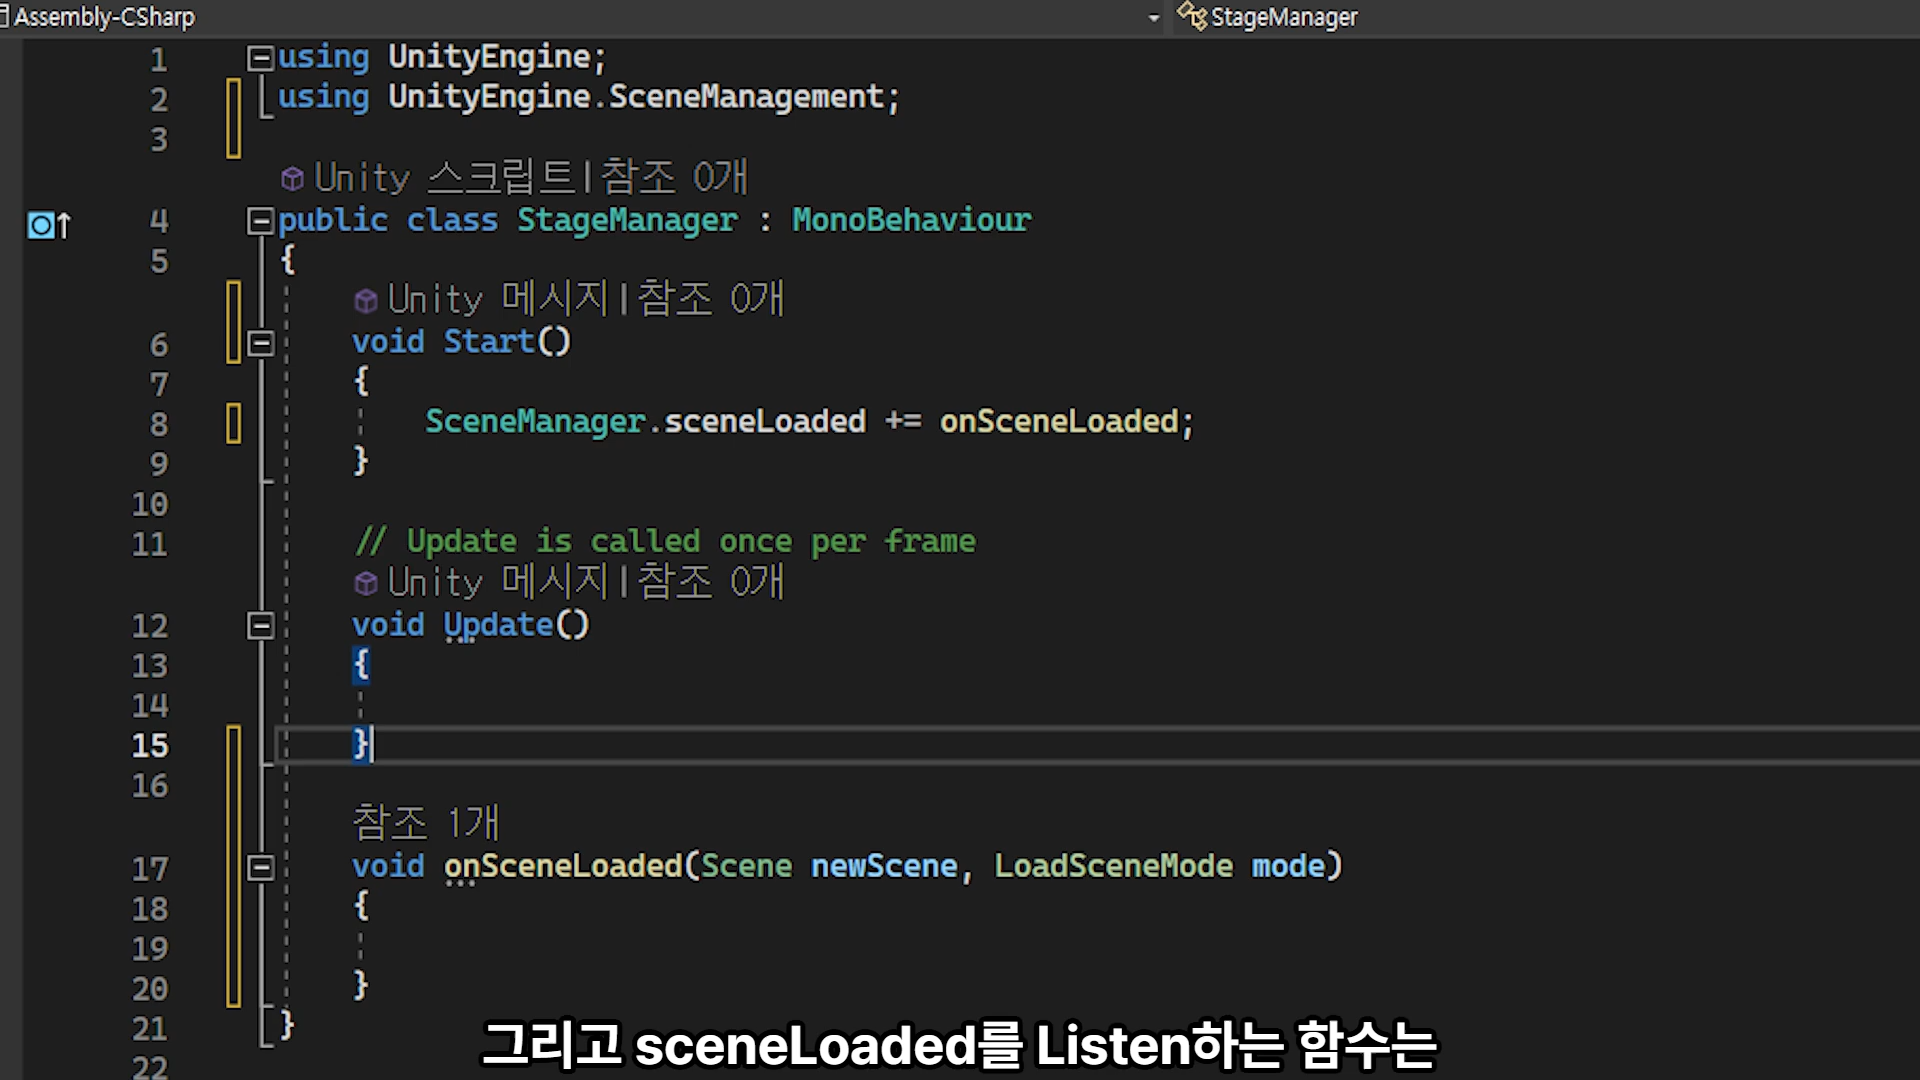 Assembly-CSharp
StageManager
1 using UnityEngine;
2 using UnityEngine.SceneManagement;
3
Unity 스크립트|참조 0개
4 public class StageManager : MonoBehaviour
5 {
Unity 메시지|참조 0개
6 void Start()
7 {
8 SceneManager.sceneLoaded += onSceneLoaded;
9 }
10
11 // Update is called once per frame
Unity 메시지|참조 0개
12 void Update()
13 {
14
15 }
16
참조 1개
17 void onSceneLoaded(Scene newScene, LoadSceneMode mode)
18 {
19
20 }
21 }
22
그리고 sceneLoaded를 Listen하는 함수는